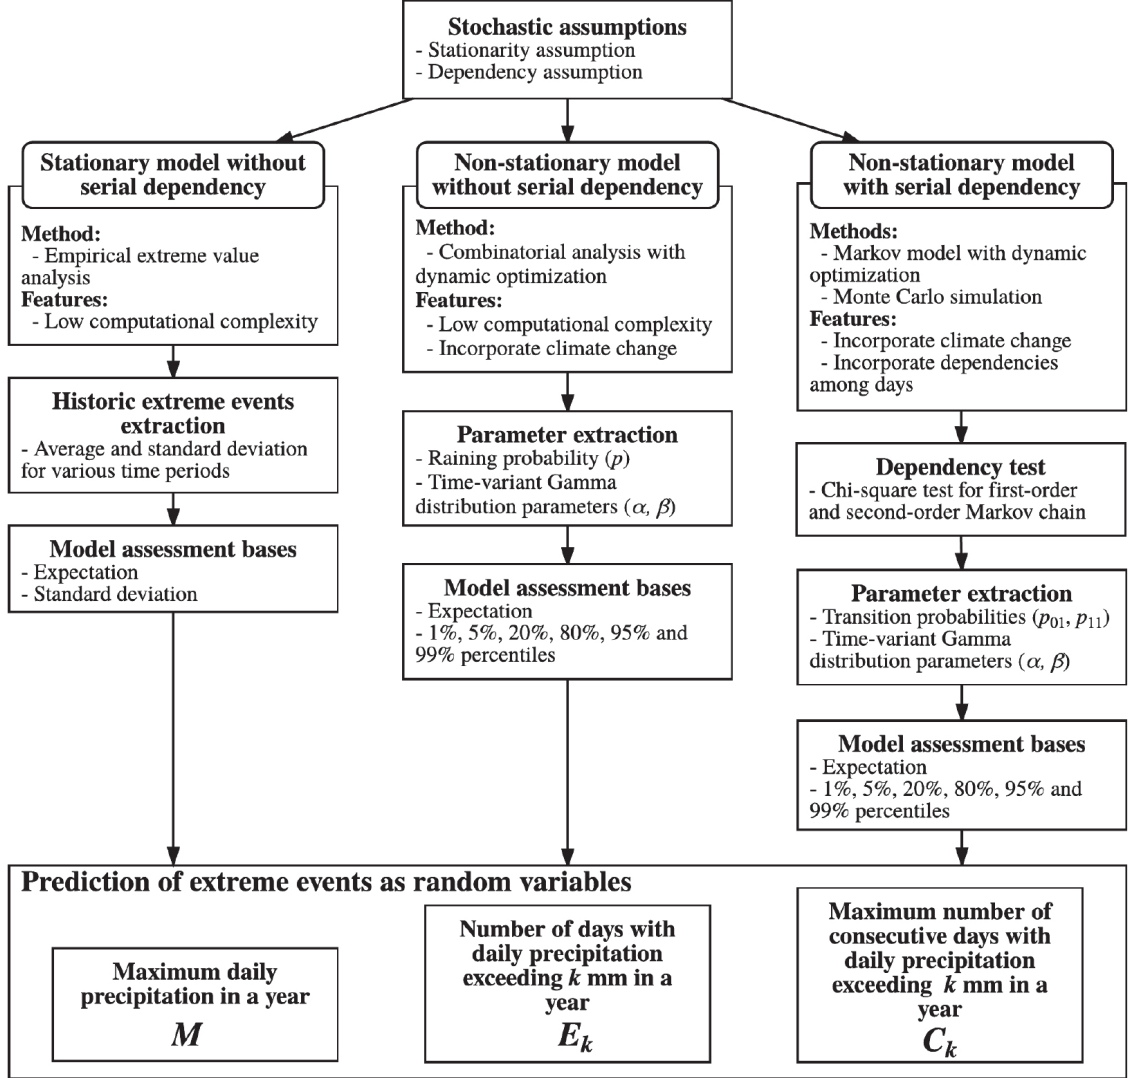 Stochastic assumptions
- Stationarity assumption
- Dependency assumption
Stationary model without
serial dependency
Method:
- Empirical extreme value
analysis
Features:
- Low computational complexity
Historic extreme events
extraction
- Average and standard deviation
for various time periods
Model assessment bases
- Expectation
- Standard deviation
Non-stationary model
without serial dependency
Method:
- Combinatorial analysis with
dynamic optimization
Features:
- Low computational complexity
- Incorporate climate change
Parameter extraction
- Raining probability (p)
- Time-variant Gamma
distribution parameters (α, β)
Model assessment bases
- Expectation
- 1%, 5%, 20%, 80%, 95% and
99% percentiles
Non-stationary model
with serial dependency
Methods:
- Markov model with dynamic
optimization
- Monte Carlo simulation
Features:
- Incorporate climate change
- Incorporate dependencies
among days
Dependency test
- Chi-square test for first-order
and second-order Markov chain
Parameter extraction
- Transition probabilities (p01, p11)
- Time-variant Gamma
distribution parameters (α, β)
Model assessment bases
- Expectation
- 1%, 5%, 20%, 80%, 95% and
99% percentiles
Prediction of extreme events as random variables
Maximum daily
precipitation in a year
M
Number of days with
daily precipitation
exceeding k mm in a
year
Ek
Maximum number of
consecutive days with
daily precipitation
exceeding k mm in a
year
Ck